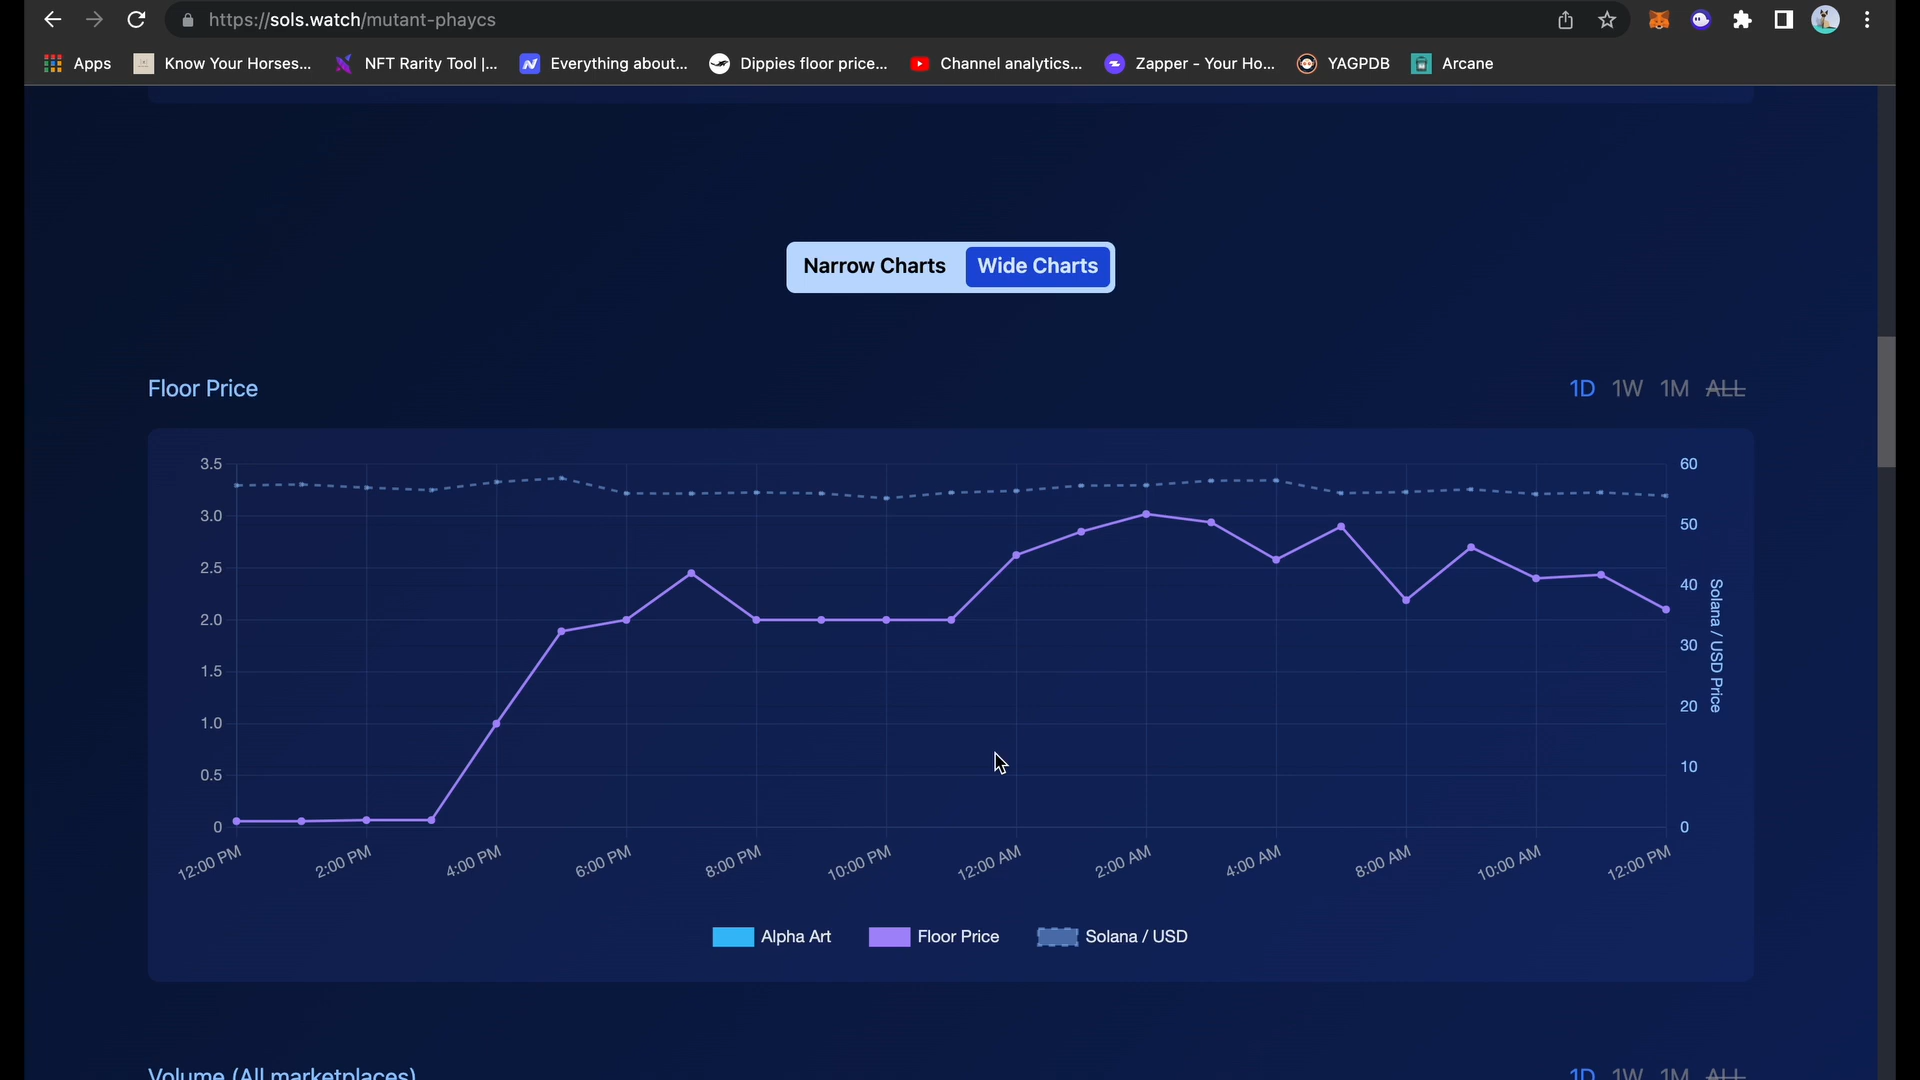 https://sols.watch/mutant-phaycs
Apps Know Your Horses... NFT Rarity Tool |... Everything about... Dippies floor price... Channel analytics... Zapper - Your Ho... YAGPDB Arcane
Narrow Charts Wide Charts
Floor Price 1D 1W 1M ALL
3.5 60
3.0 50
2.5 40
2.0 30
1.5 20
1.0 10
0.5
0 0
Solana / USD Price
12:00 PM 2:00 PM 4:00 PM 6:00 PM 8:00 PM 10:00 PM 12:00 AM 2:00 AM 4:00 AM 8:00 AM 10:00 AM 12:00 PM
Alpha Art Floor Price Solana / USD
Volume (All marketplaces) 1D 1W 1M ALL